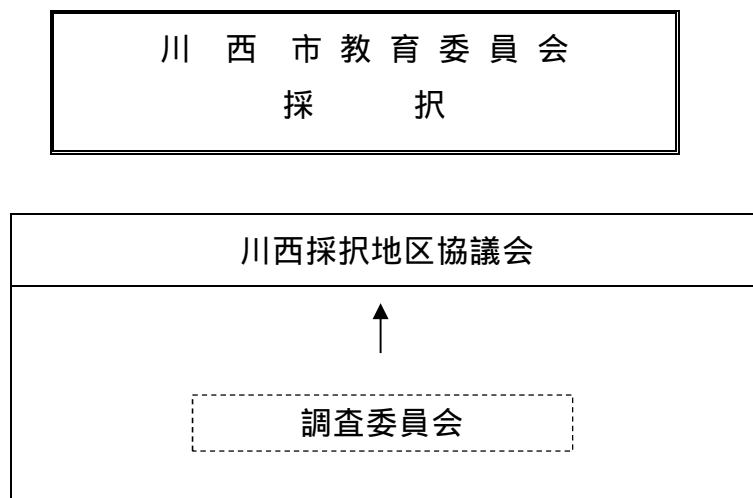 川西市教育委員会
採択
川西採択地区協議会
調査委員会